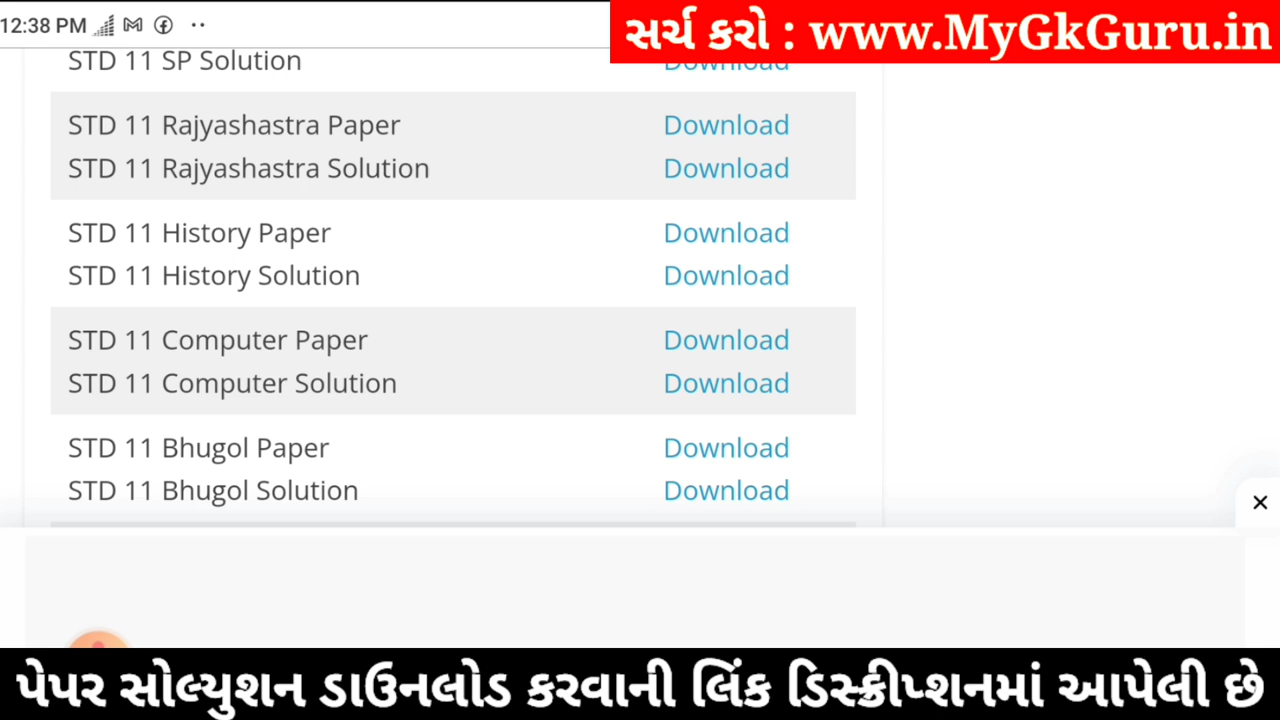 12:38 PM
સર્ચ કરો : www.MyGkGuru.in
STD 11 SP Solution Download
STD 11 Rajyashastra Paper Download
STD 11 Rajyashastra Solution Download
STD 11 History Paper Download
STD 11 History Solution Download
STD 11 Computer Paper Download
STD 11 Computer Solution Download
STD 11 Bhugol Paper Download
STD 11 Bhugol Solution Download
પેપર સોલ્યુશન ડાઉનલોડ કરવાની લિંક ડિસ્ક્રીપ્શનમાં આપેલી છે